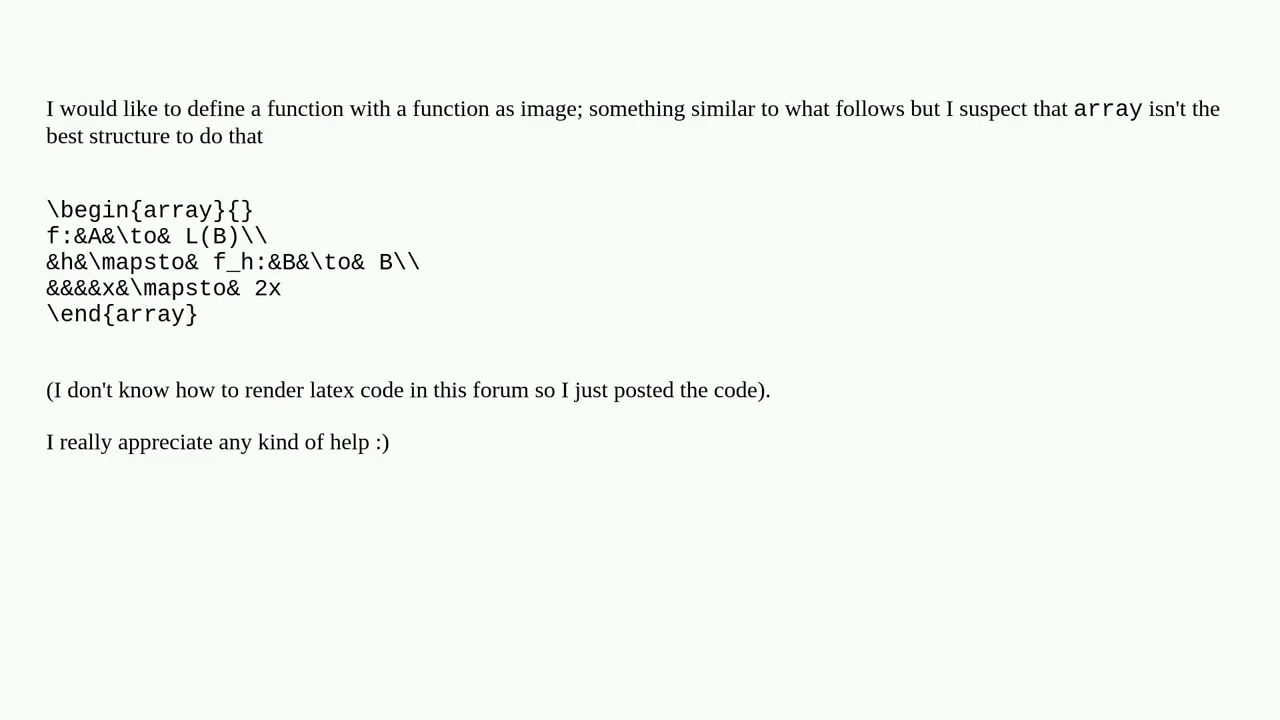 I would like to define a function with a function as image; something similar to what follows but I suspect that array isn't the
best structure to do that
\begin{array}{}
f:&A&\to& L(B)\\
&h&\mapsto& f_h:&B&\to& B\\
&&&&x&\mapsto& 2x
\end{array}
(I don't know how to render latex code in this forum so I just posted the code).
I really appreciate any kind of help :)